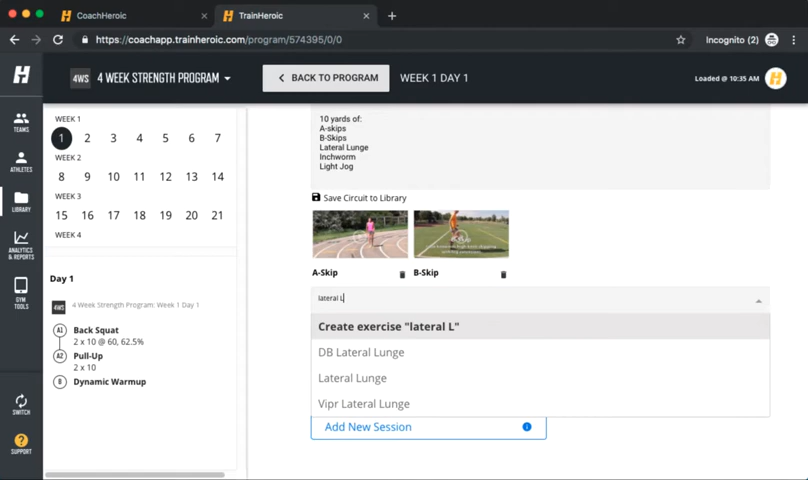 CoachHeroic
TrainHeroic
https://coachapp.trainheroic.com/program/574395/0/0
Incognito (2)
4WS
4 WEEK STRENGTH PROGRAM
BACK TO PROGRAM
WEEK 1 DAY 1
Loaded @ 10:35 AM
TEAMS
ATHLETES
LIBRARY
ANALYTICS
& REPORTS
GYM
TOOLS
SWITCH
SUPPORT
WEEK 1
1 2 3 4 5 6 7
WEEK 2
8 9 10 11 12 13 14
WEEK 3
15 16 17 18 19 20 21
WEEK 4
Day 1
4WS
4 Week Strength Program: Week 1 Day 1
A1 Back Squat
2 x 10 @ 60, 62.5%
A2 Pull-Up
2 x 10
B Dynamic Warmup
10 yards of:
A-skips
B-Skips
Lateral Lunge
Inchworm
Light Jog
Save Circuit to Library
A-Skip
B-Skip
lateral L
Create exercise "lateral L"
DB Lateral Lunge
Lateral Lunge
Vipr Lateral Lunge
Add New Session